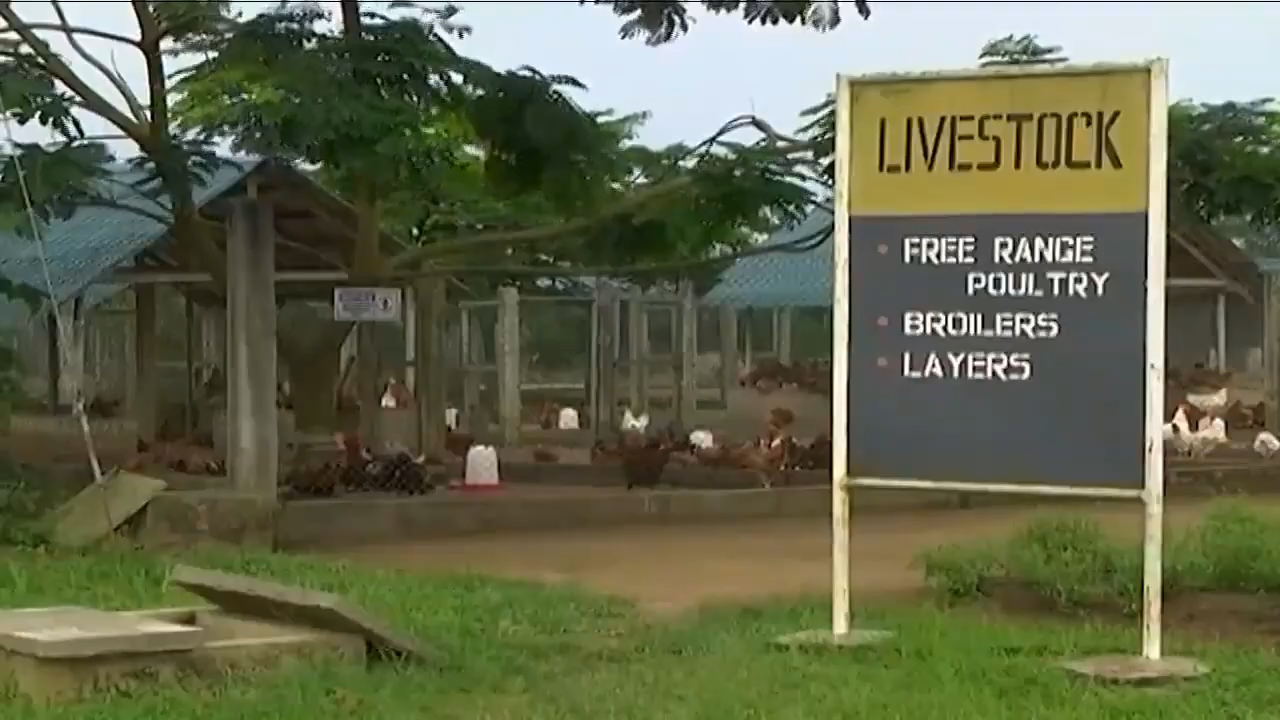 LIVESTOCK
• FREE RANGE
POULTRY
• BROILERS
• LAYERS